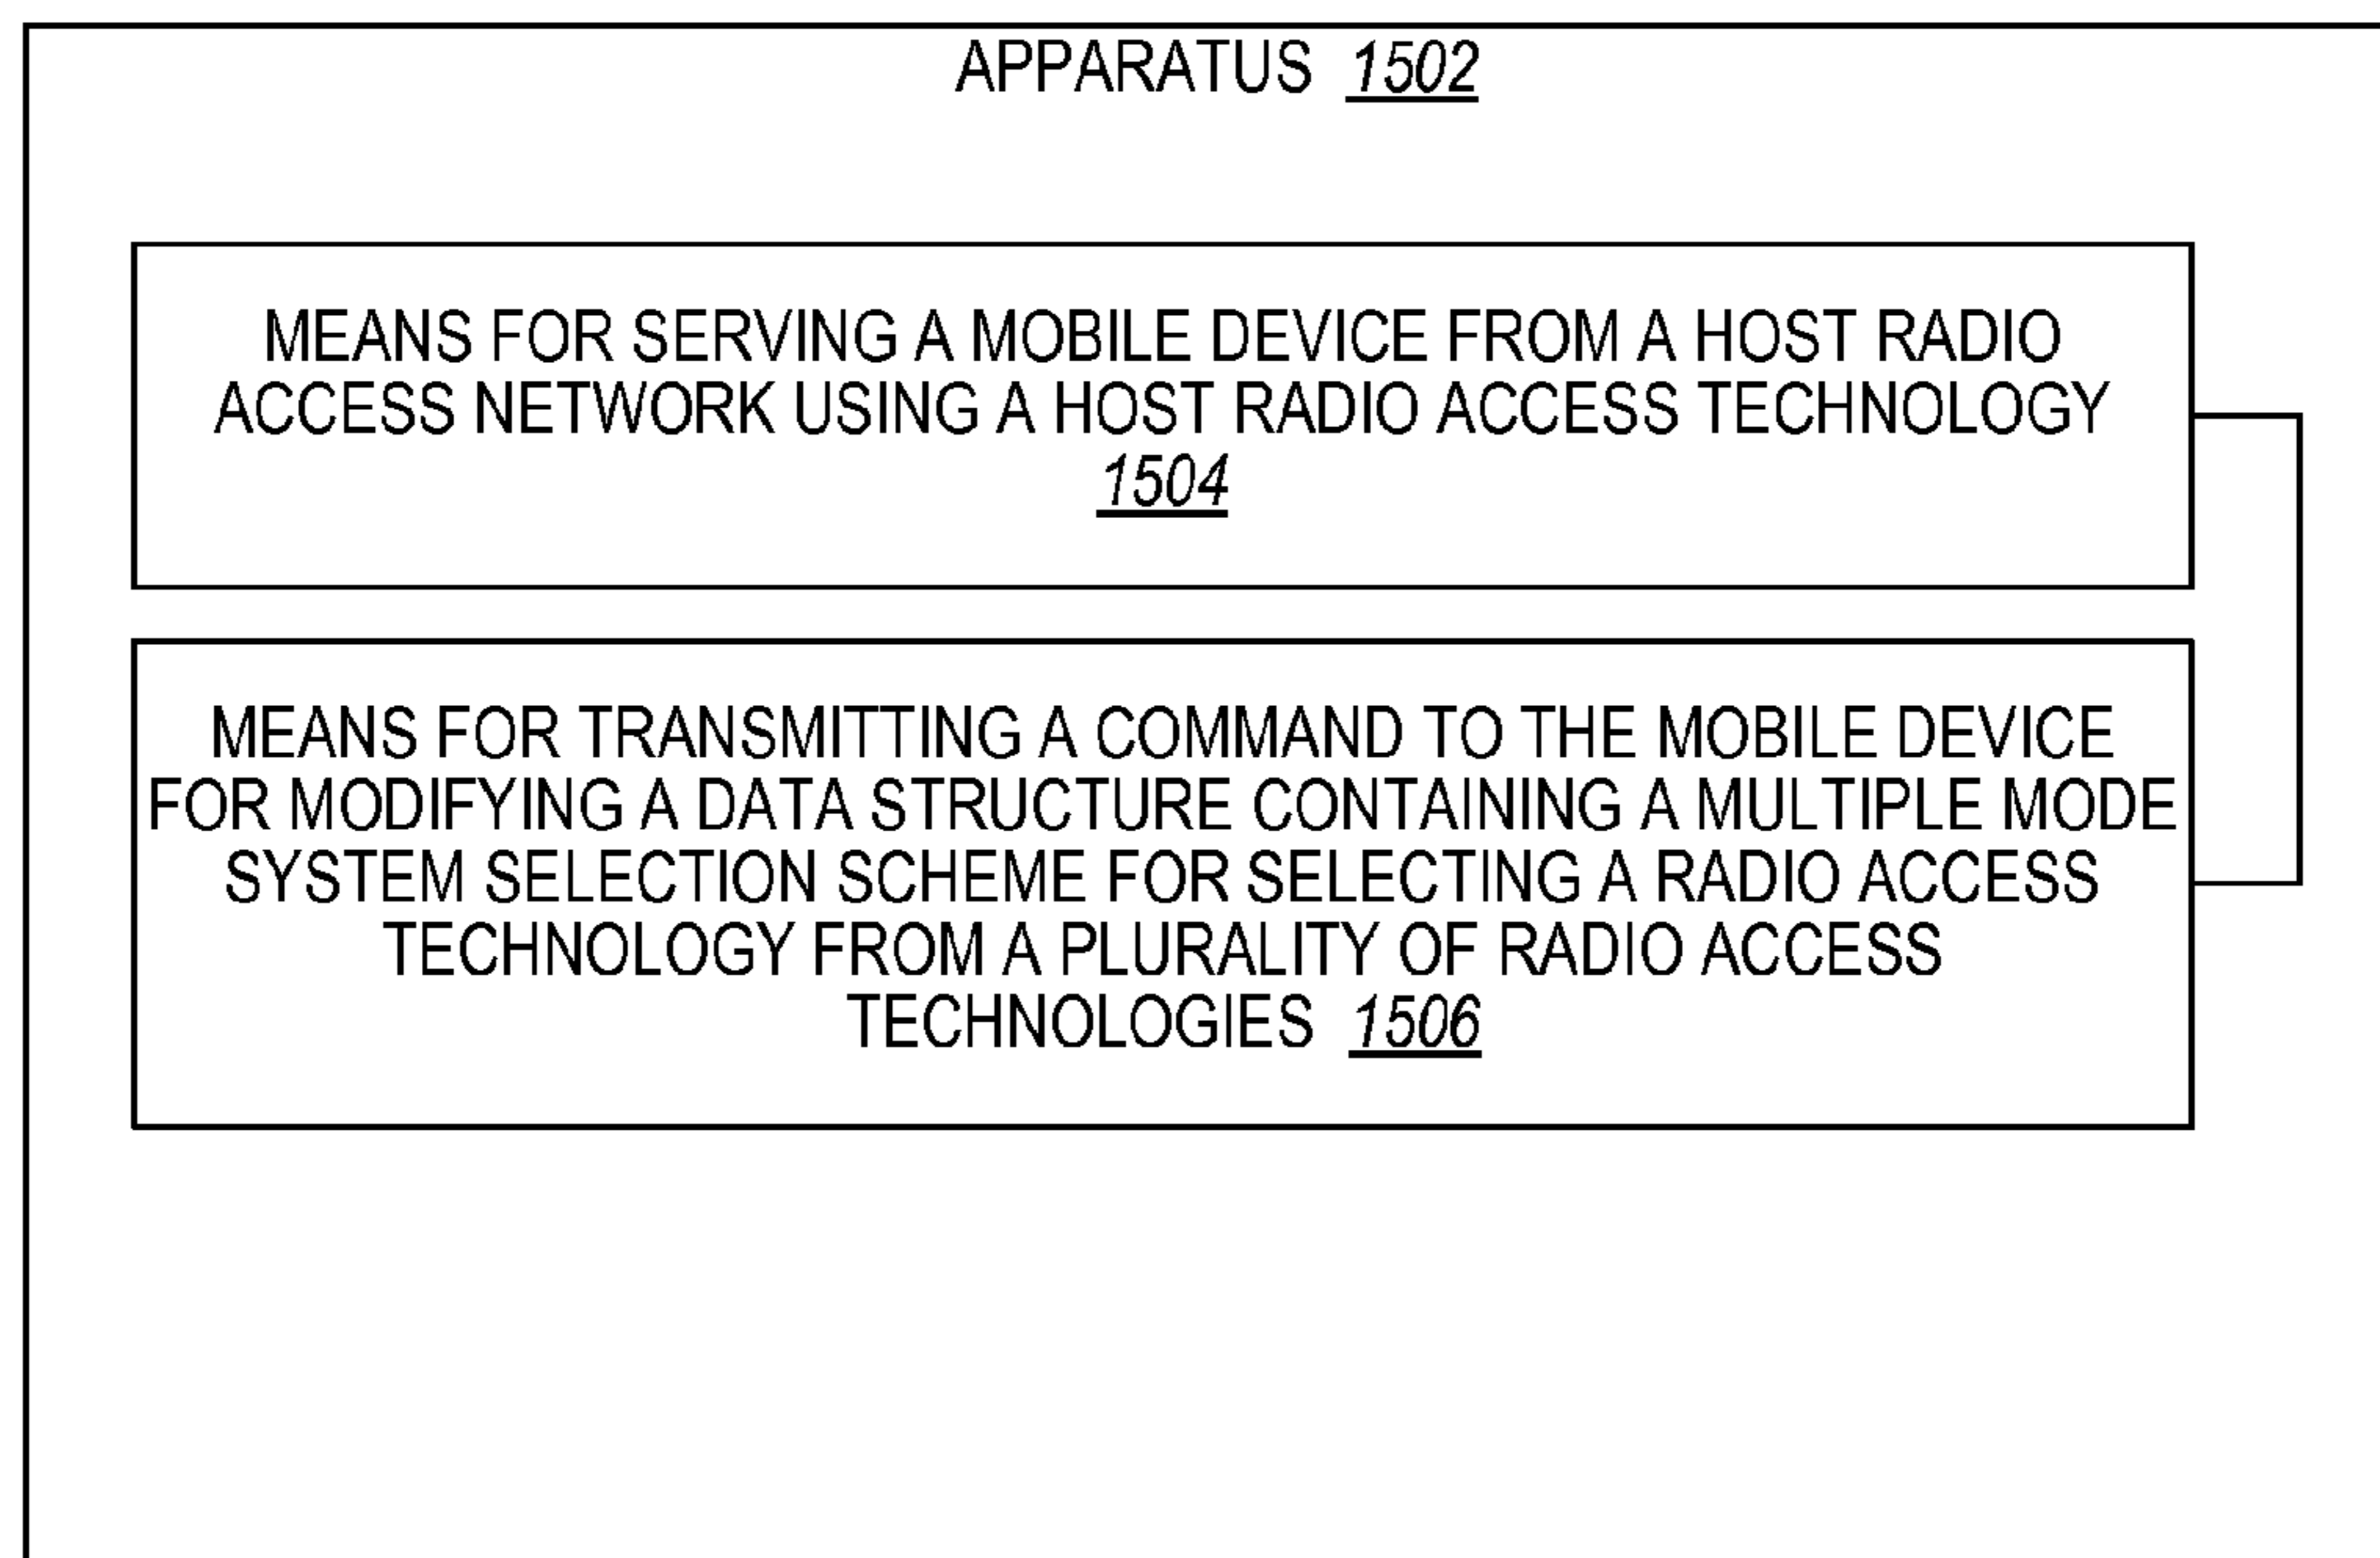 APPARATUS 1502
MEANS FOR SERVING A MOBILE DEVICE FROM A HOST RADIO
ACCESS NETWORK USING A HOST RADIO ACCESS TECHNOLOGY
1504
MEANS FOR TRANSMITTING A COMMAND TO THE MOBILE DEVICE
FOR MODIFYING A DATA STRUCTURE CONTAINING A MULTIPLE MODE
SYSTEM SELECTION SCHEME FOR SELECTING A RADIO ACCESS
TECHNOLOGY FROM A PLURALITY OF RADIO ACCESS
TECHNOLOGIES 1506